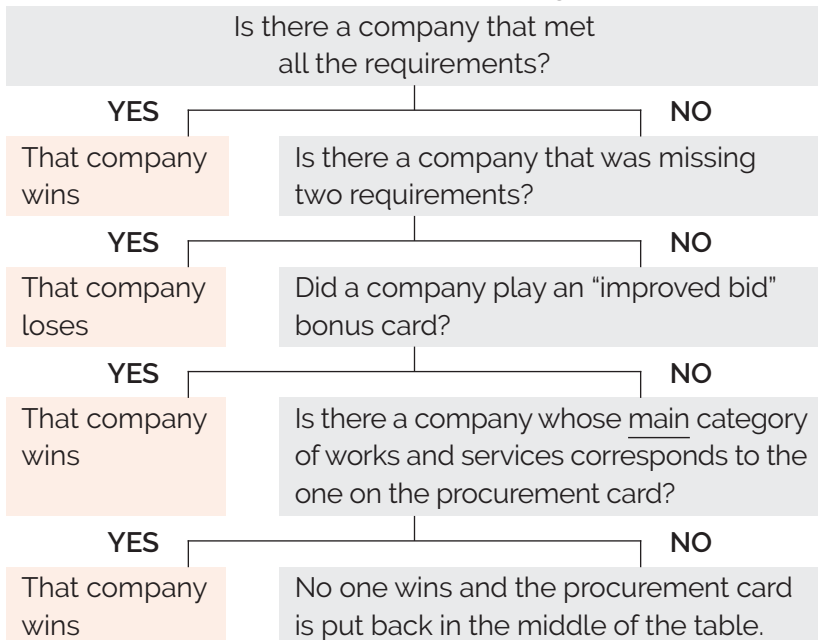 Is there a company that met
all the requirements?
YES
NO
That company
wins
Is there a company that was missing
two requirements?
YES
NO
That company
loses
Did a company play an “improved bid”
bonus card?
YES
NO
That company
wins
Is there a company whose main category
of works and services corresponds to the
one on the procurement card?
YES
NO
That company
wins
No one wins and the procurement card
is put back in the middle of the table.